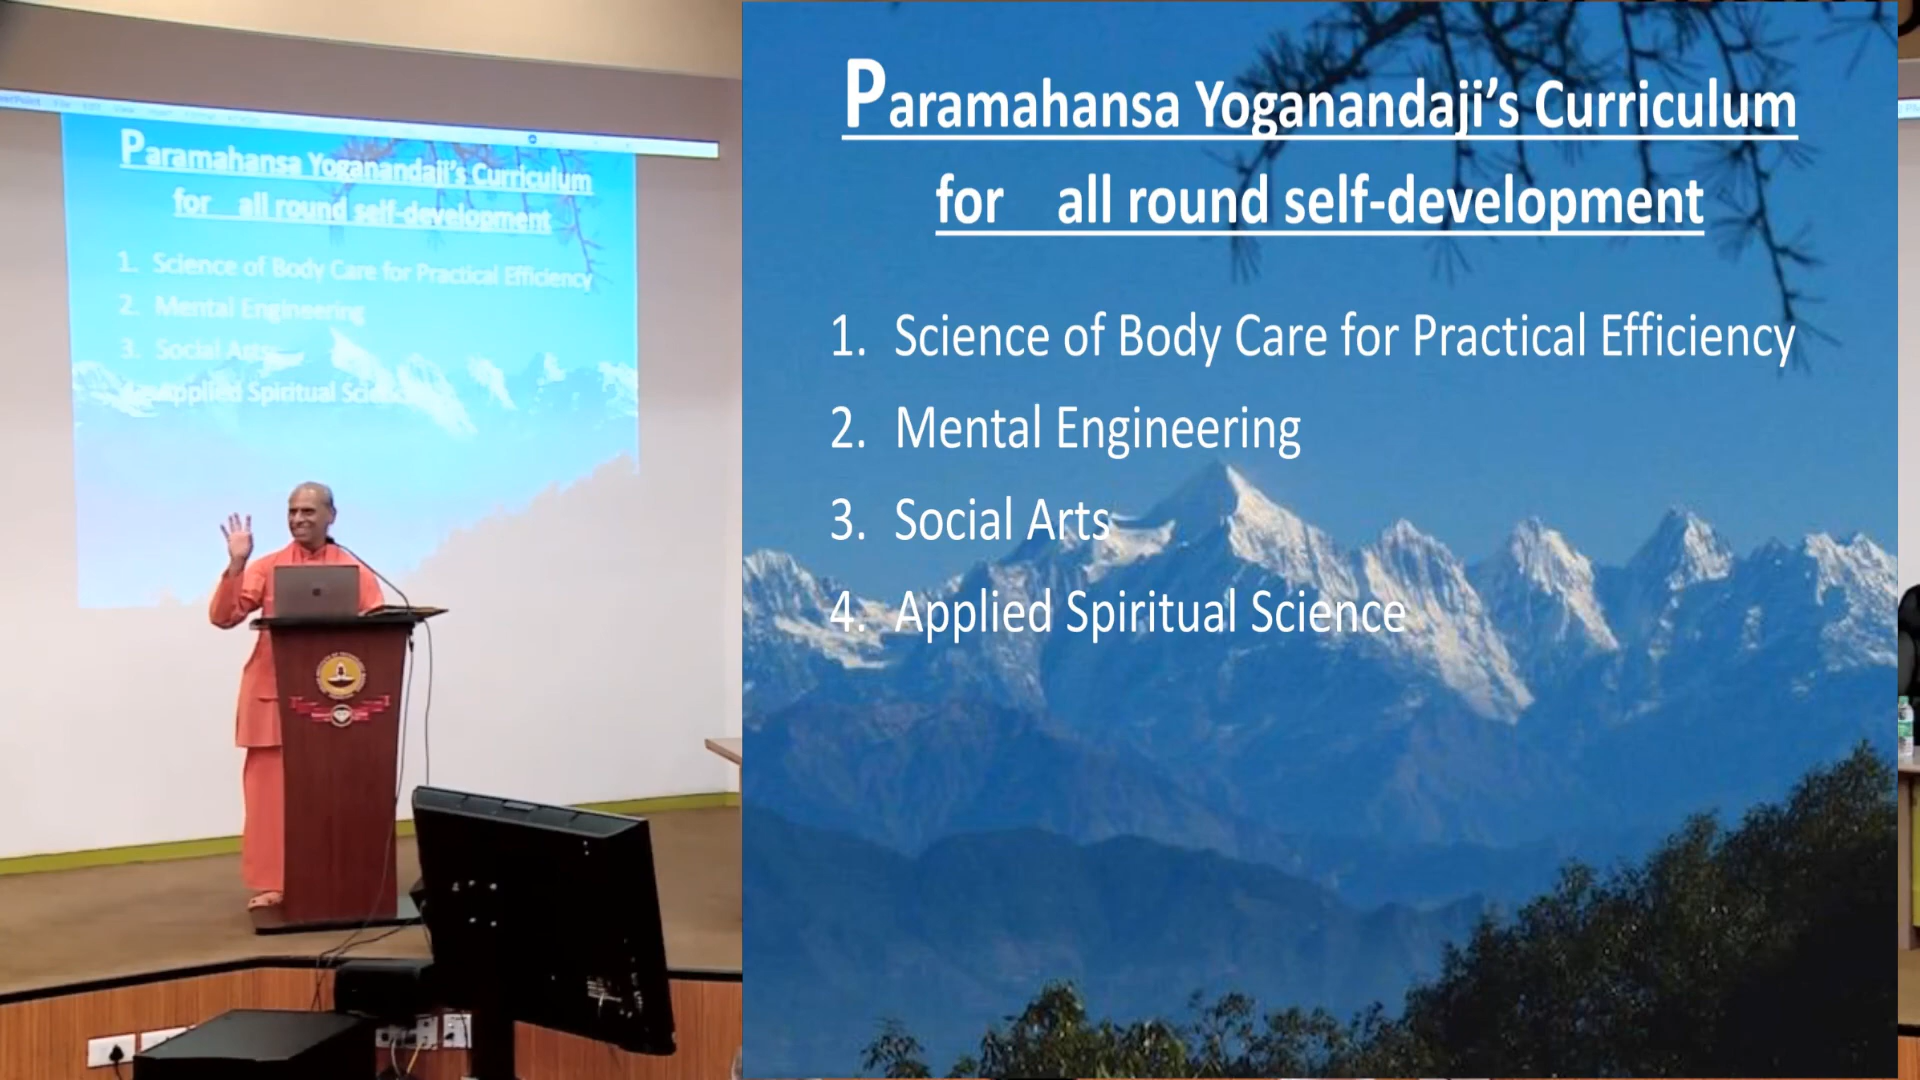 Paramahansa Yoganandaji's Curriculum
for all round self-development
1. Science of Body Care for Practical Efficiency
2. Mental Engineering
3. Social Arts
4. Applied Spiritual Science
Paramahansa Yoganandaji's Curriculum
for all round self-development
1. Science of Body Care for Practical Efficiency
2. Mental Engineering
3. Social Arts
Applied Spiritual